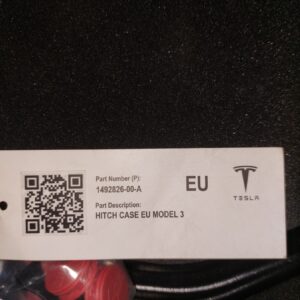 Part Number (P):
1492826-00-A
Part Description:
HITCH CASE EU MODEL 3
EU
TESLA